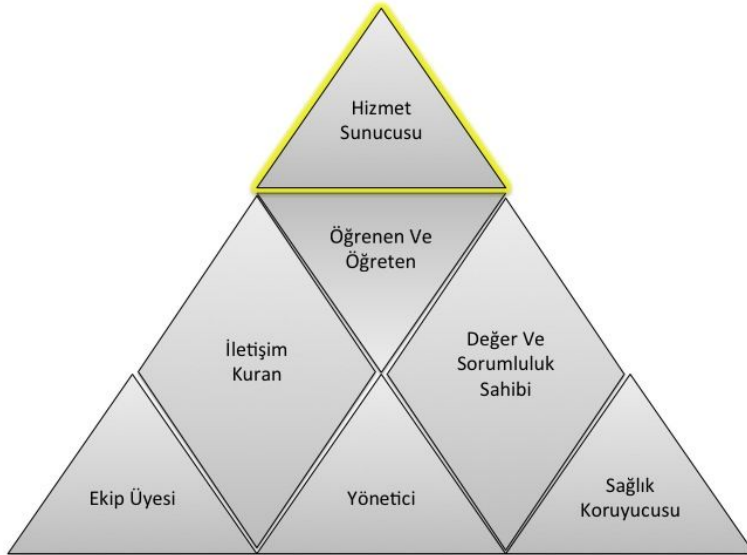 Hizmet
Sunucusu
Öğrenen Ve
Öğreten
İletişim
Kuran
Değer Ve
Sorumluluk
Sahibi
Ekip Üyesi
Yönetici
Sağlık
Koruyucusu